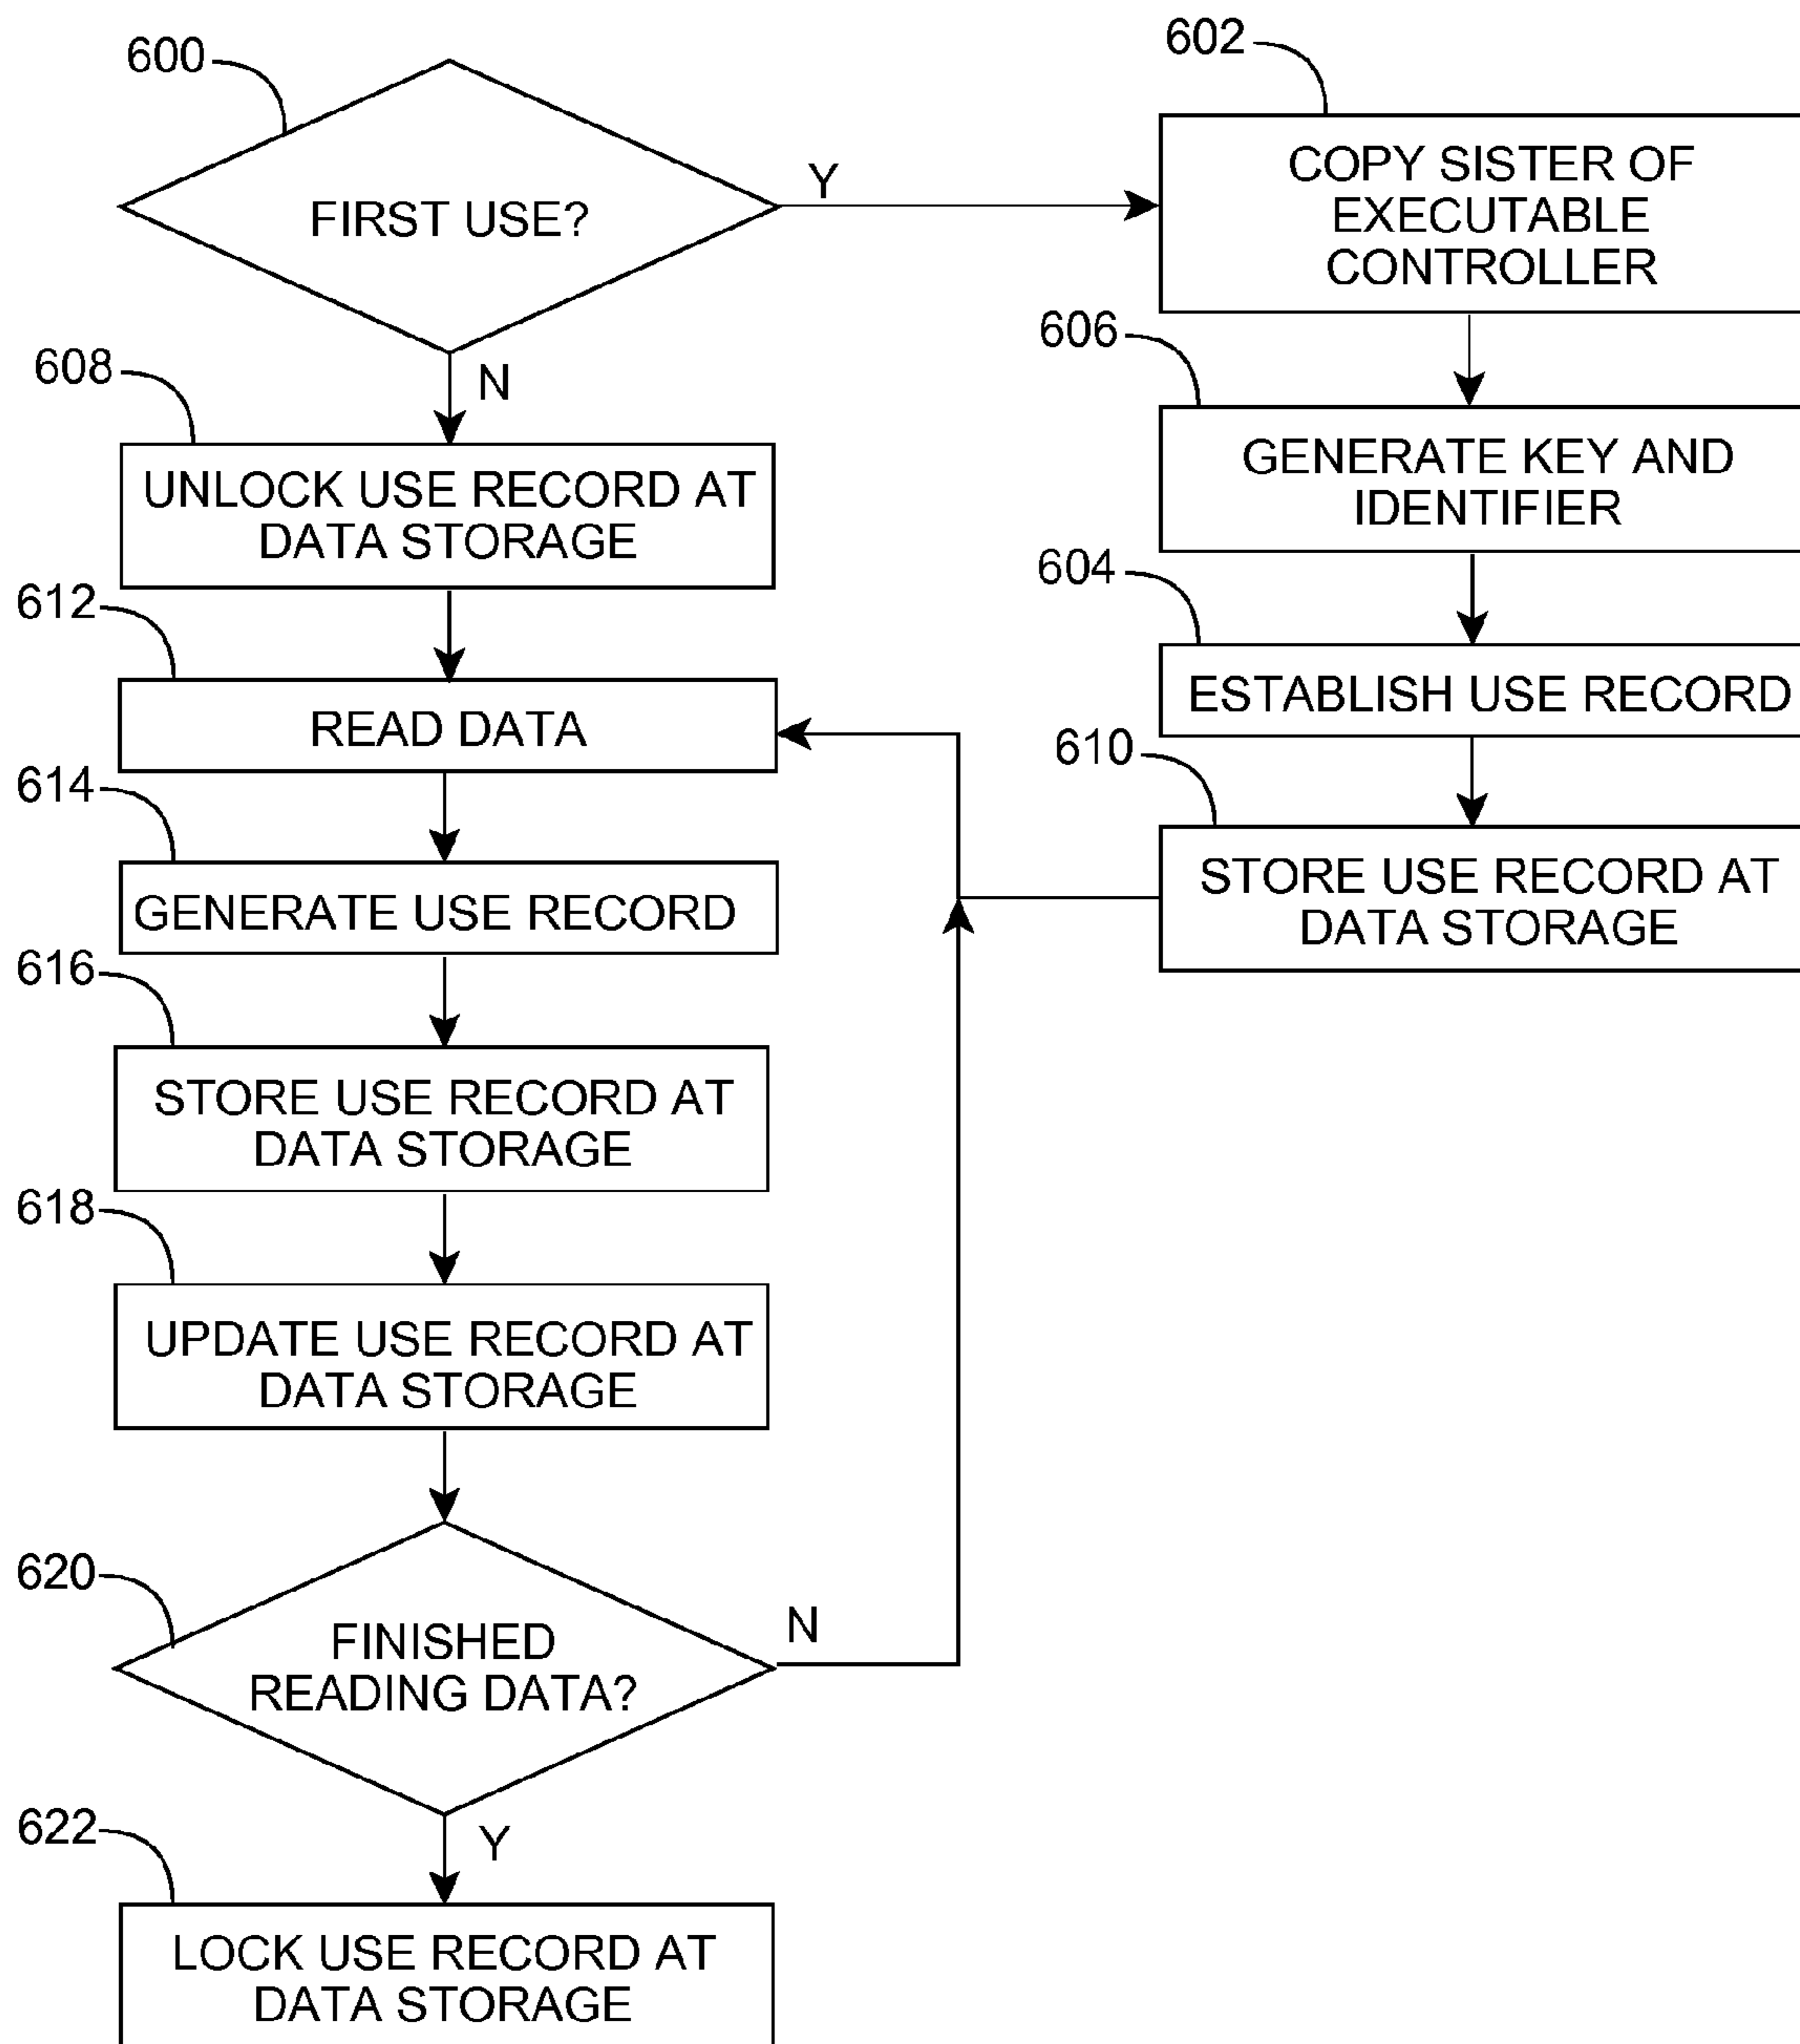 600
FIRST USE?
Y
N
602
COPY SISTER OF
EXECUTABLE
CONTROLLER
606
GENERATE KEY AND
IDENTIFIER
604
ESTABLISH USE RECORD
610
STORE USE RECORD AT
DATA STORAGE
608
UNLOCK USE RECORD AT
DATA STORAGE
612
READ DATA
614
GENERATE USE RECORD
616
STORE USE RECORD AT
DATA STORAGE
618
UPDATE USE RECORD AT
DATA STORAGE
620
FINISHED
READING DATA?
N
Y
622
LOCK USE RECORD AT
DATA STORAGE